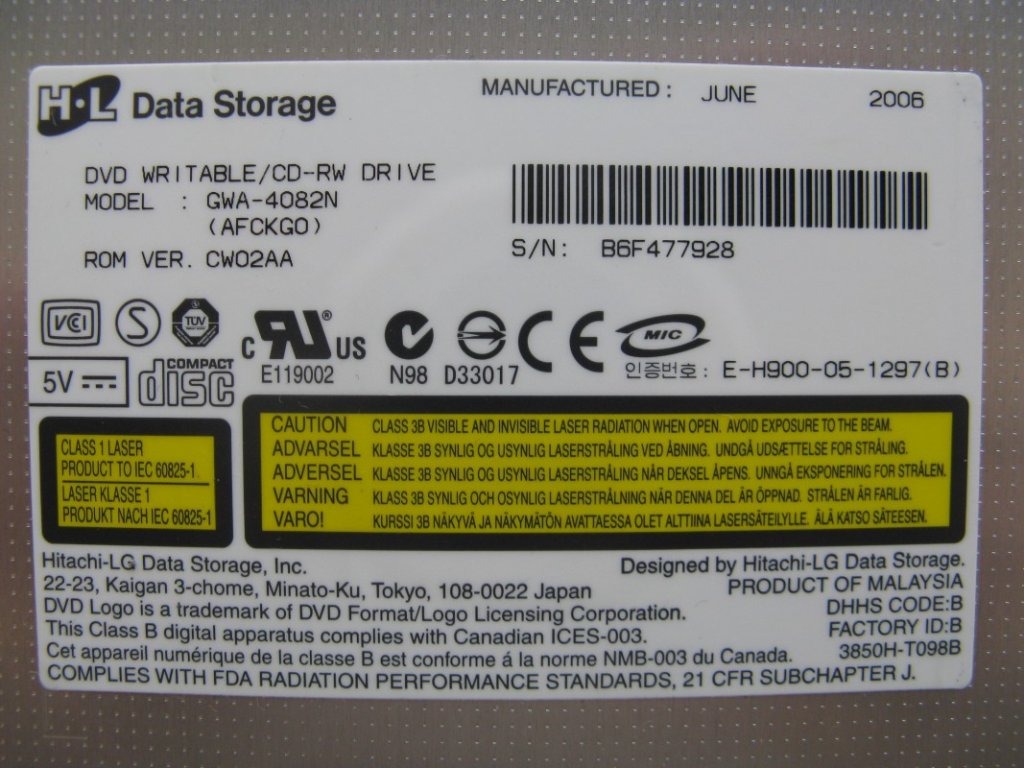 H·L Data Storage
MANUFACTURED : JUNE 2006
DVD WRITABLE/CD-RW DRIVE
MODEL : GWA-4082N
(AFCKG0)
ROM VER. CW02AA
S/N: B6F477928
VCCI S TÜV
c RU ® US
E119002
N98 D33017
CE
MIC
인증번호 : E-H900-05-1297(B)
5V
COMPACT
disc
CLASS 1 LASER
PRODUCT TO IEC 60825-1.
LASER KLASSE 1
PRODUKT NACH IEC 60825-1
CAUTION CLASS 3B VISIBLE AND INVISIBLE LASER RADIATION WHEN OPEN. AVOID EXPOSURE TO THE BEAM.
ADVARSEL KLASSE 3B SYNLIG OG USYNLIG LASERSTRÅLING VED ÅBNING. UNDGÅ UDSÆTTELSE FOR STRÅLING.
ADVERSEL KLASSE 3B SYNLIG OG USYNLIG LASERSTRÅLING NÅR DEKSEL ÅPENS. UNNGÅ EKSPONERING FOR STRÅLEN.
VARNING KLASS 3B SYNLIG OCH OSYNLIG LASERSTRÅLNING NÄR DENNA DEL ÄR ÖPPNAD. STRÅLEN ÄR FARLIG.
VARO! KURSSI 3B NÄKYVÄ JA NÄKYMÄTÖN AVATTAESSA OLET ALTTIINA LASERSÄTEILYLLE. ÄLÄ KATSO SÄTEESEN.
Hitachi-LG Data Storage, Inc.
22-23, Kaigan 3-chome, Minato-Ku, Tokyo, 108-0022 Japan
DVD Logo is a trademark of DVD Format/Logo Licensing Corporation.
This Class B digital apparatus complies with Canadian ICES-003.
Cet appareil numérique de la classe B est conforme á la norme NMB-003 du Canada.
COMPLIES WITH FDA RADIATION PERFORMANCE STANDARDS, 21 CFR SUBCHAPTER J.
Designed by Hitachi-LG Data Storage.
PRODUCT OF MALAYSIA
DHHS CODE:B
FACTORY ID:B
3850H-T098B